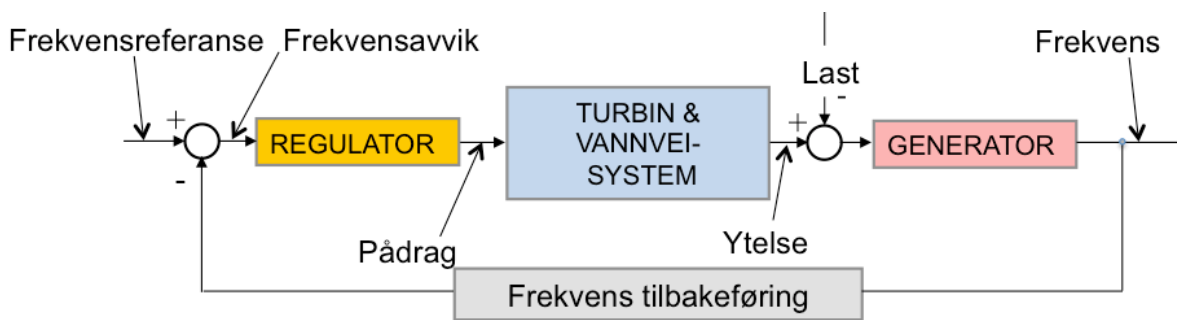 Frekvensreferanse
Frekvensavvik
Last
Frekvens
+
-
REGULATOR
TURBIN &
VANNVEI-
SYSTEM
+
-
GENERATOR
Pådrag
Ytelse
Frekvens tilbakeføring